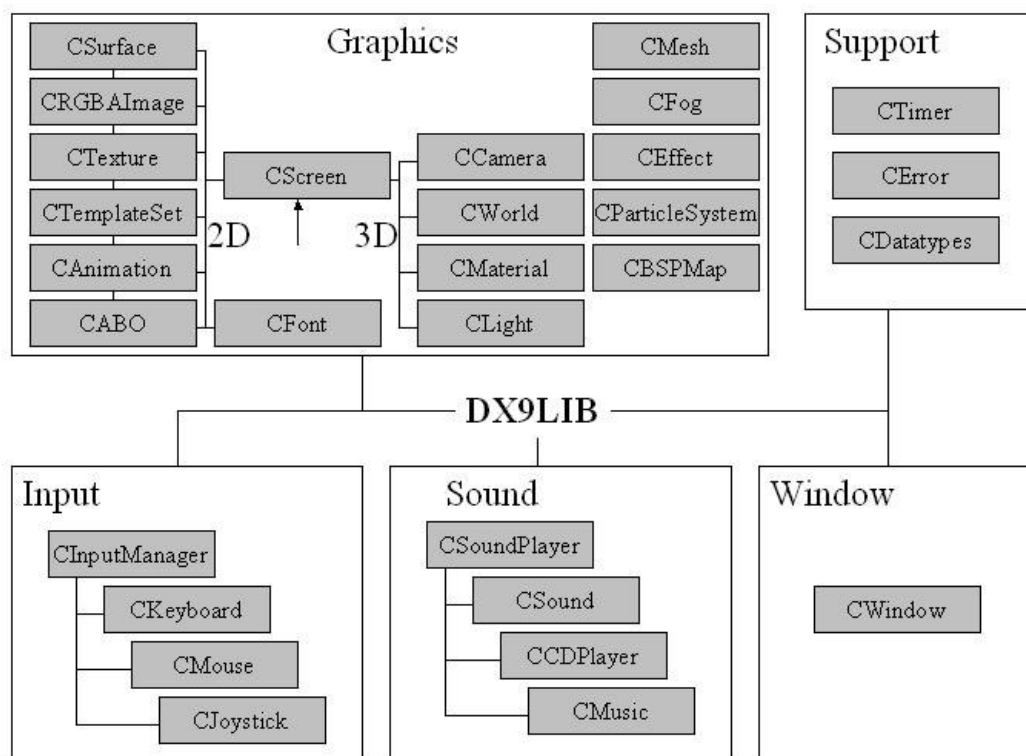 Graphics
CSurface
CRGBAImage
CTexture
CTemplateSet
CAnimation
CABO
2D
CScreen
CFont
3D
CCamera
CWorld
CMaterial
CLight
CMesh
CFog
CEffect
CParticleSystem
CBSPMap
Support
CTimer
CError
CDatatypes
DX9LIB
Input
CInputManager
CKeyboard
CMouse
CJoystick
Sound
CSoundPlayer
CSound
CCDPlayer
CMusic
Window
CWindow